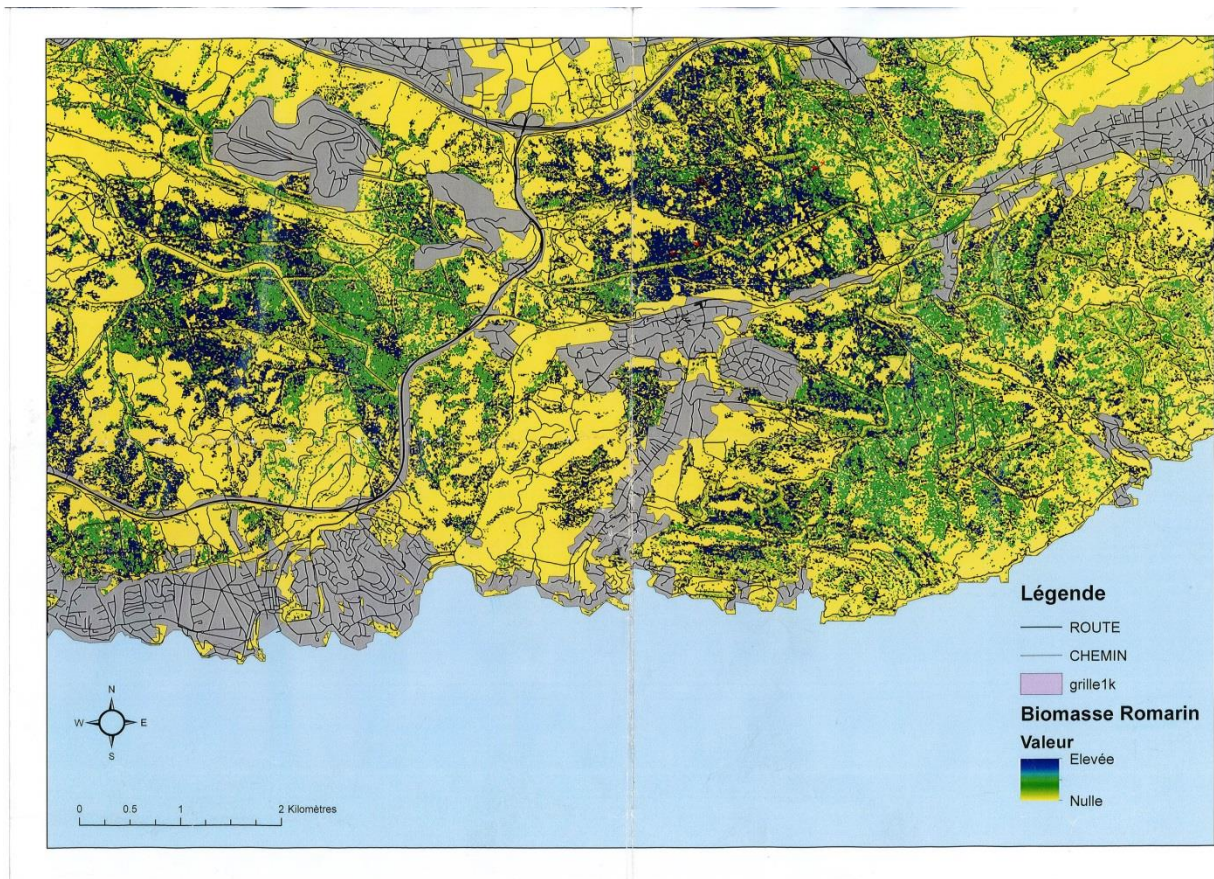 Légende
ROUTE
CHEMIN
grille1k
Biomasse Romarin
Valeur
Elevée
Nulle
N
W E
S
0 0.5 1 2 Kilomètres